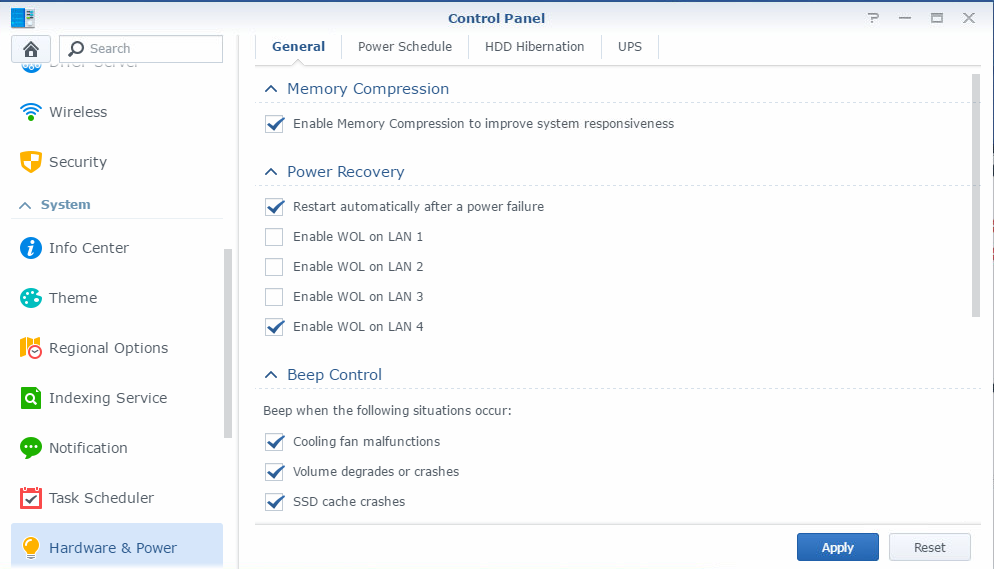 Control Panel
Search
DHCP Server
Wireless
Security
System
Info Center
Theme
Regional Options
Indexing Service
Notification
Task Scheduler
Hardware & Power
General
Power Schedule
HDD Hibernation
UPS
Memory Compression
Enable Memory Compression to improve system responsiveness
Power Recovery
Restart automatically after a power failure
Enable WOL on LAN 1
Enable WOL on LAN 2
Enable WOL on LAN 3
Enable WOL on LAN 4
Beep Control
Beep when the following situations occur:
Cooling fan malfunctions
Volume degrades or crashes
SSD cache crashes
Apply
Reset